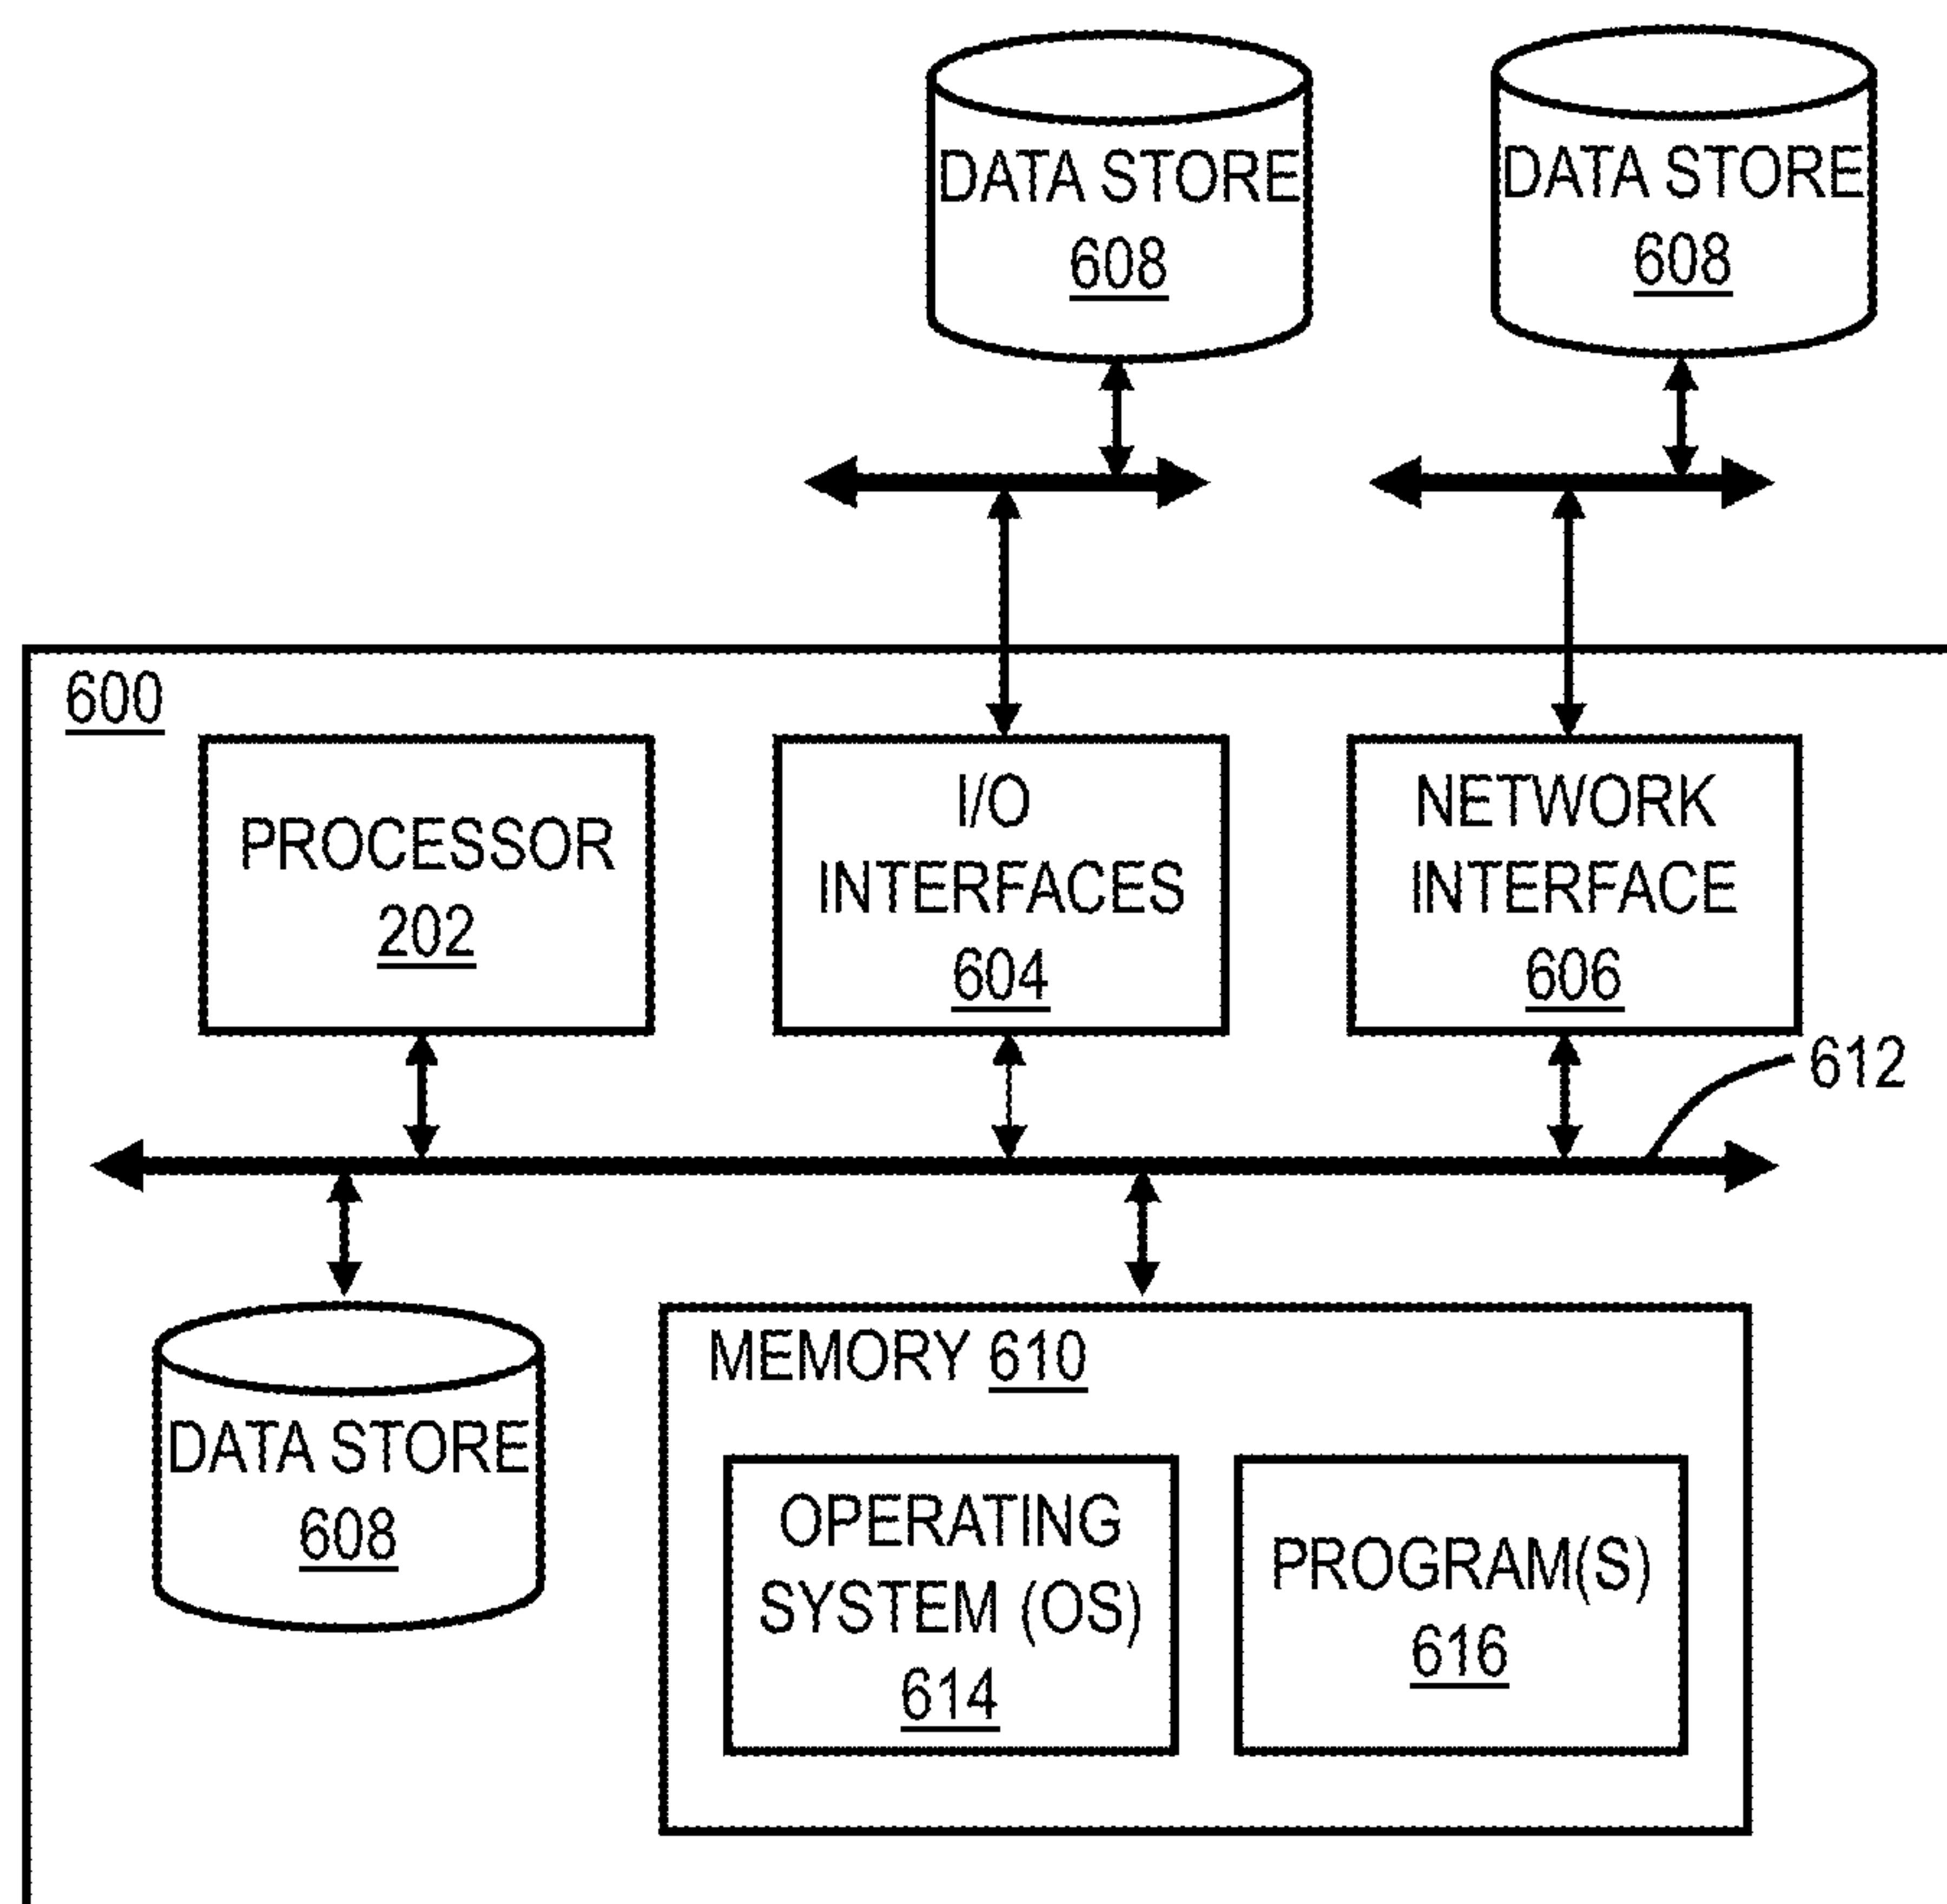 DATA STORE
608
DATA STORE
608
600
PROCESSOR
202
I/O
INTERFACES
604
NETWORK
INTERFACE
606
612
DATA STORE
608
MEMORY 610
OPERATING
SYSTEM (OS)
614
PROGRAM(S)
616